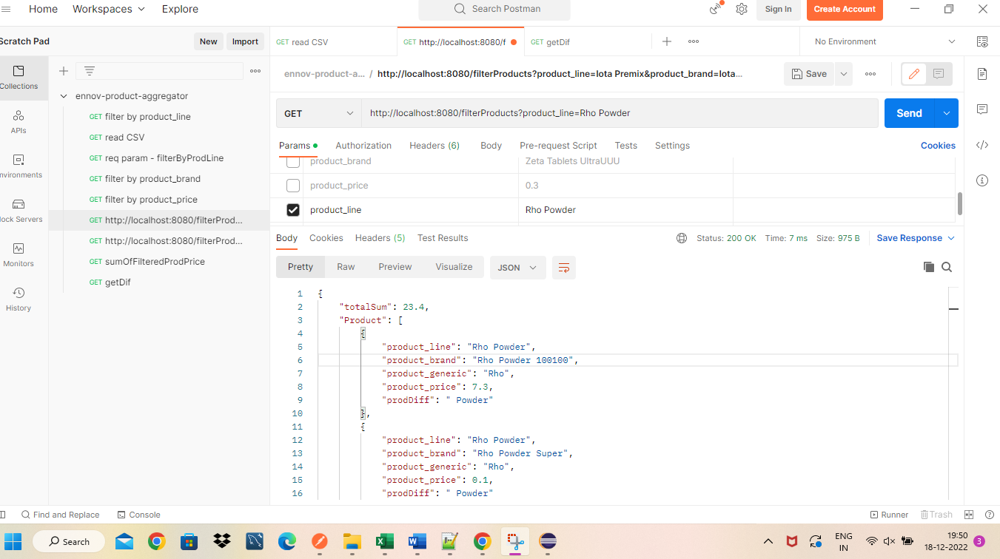 Home Workspaces Explore Search Postman Sign In Create Account
Scratch Pad New Import GET read CSV GET http://localhost:8080/f GET getDif No Environment
Collections
APIs
Monitors
History
ennov-product-aggregator
GET filter by product_line
GET read CSV
GET req param - filterByProdLine
GET filter by product_brand
GET filter by product_price
GET http://localhost:8080/filterProd...
GET http://localhost:8080/filterProd...
GET sumOfFilteredProdPrice
GET getDif
ennov-product-a... / http://localhost:8080/filterProducts?product_line=Iota Premix&product_brand=Iota... Save
GET http://localhost:8080/filterProducts?product_line=Rho Powder Send
Params Authorization Headers (6) Body Pre-request Script Tests Settings Cookies
product_brand Zeta Tablets UltraUUU
product_price 0.3
product_line Rho Powder
Body Cookies Headers (5) Test Results Status: 200 OK Time: 7 ms Size: 975 B Save Response
Pretty Raw Preview Visualize JSON
1 {
2 "totalSum": 23.4,
3 "Product": [
4 {
5 "product_line": "Rho Powder",
6 "product_brand": "Rho Powder 100100",
7 "product_generic": "Rho",
8 "product_price": 7.3,
9 "prodDiff": " Powder"
10 },
11 {
12 "product_line": "Rho Powder",
13 "product_brand": "Rho Powder Super",
14 "product_generic": "Rho",
15 "product_price": 0.1,
16 "prodDiff": " Powder"
Find and Replace Console Runner Trash
Search ENG 19:50
IN 18-12-2022 3